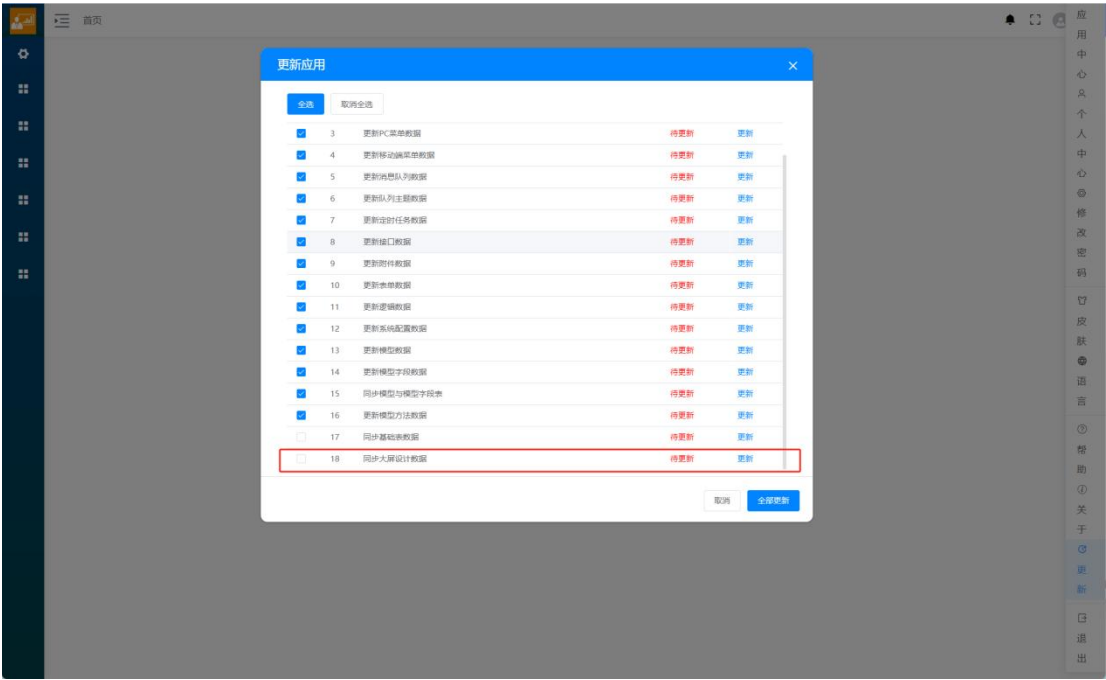 首页
更新应用
全选 取消全选
3 更新PC菜单数据 待更新 更新
4 更新移动端菜单数据 待更新 更新
5 更新消息队列数据 待更新 更新
6 更新队列主题数据 待更新 更新
7 更新定时任务数据 待更新 更新
8 更新接口数据 待更新 更新
9 更新附件数据 待更新 更新
10 更新表单数据 待更新 更新
11 更新逻辑数据 待更新 更新
12 更新系统配置数据 待更新 更新
13 更新模型数据 待更新 更新
14 更新模型字段数据 待更新 更新
15 同步模型与模型字段表 待更新 更新
16 更新模型方法数据 待更新 更新
17 同步基础表数据 待更新 更新
18 同步大屏设计数据 待更新 更新
取消 全部更新
应用中心
个人中心
修改密码
皮肤
语言
帮助
关于
更新
退出